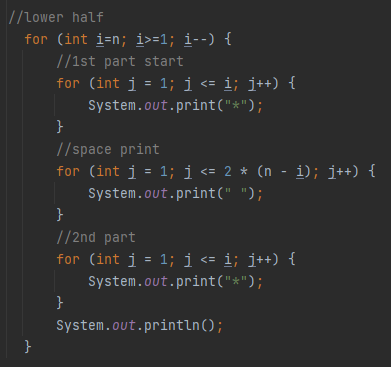 //lower half
for (int i=n; i>=1; i--) {
//1st part start
for (int j = 1; j <= i; j++) {
System.out.print("*");
}
//space print
for (int j = 1; j <= 2 * (n - i); j++) {
System.out.print(" ");
}
//2nd part
for (int j = 1; j <= i; j++) {
System.out.print("*");
}
System.out.println();
}